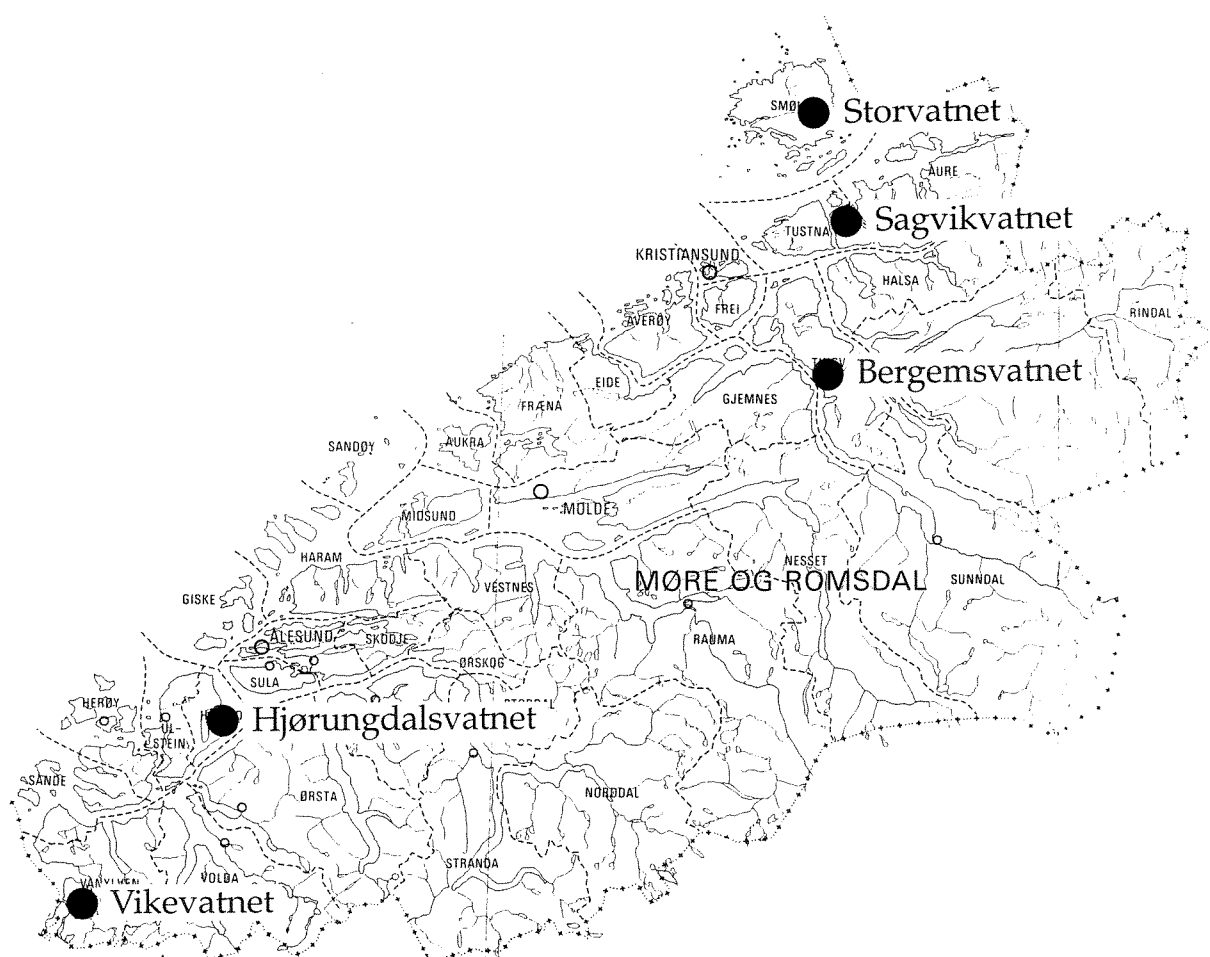 SMØ
Storvatnet
AURE
Sagvikvatnet
TUSTNA
KRISTIANSUND
HALSA
FREI
RINDAL
AVERØY
Bergemsvatnet
EIDE
GJEMNES
FRÆNA
AUKRA
SANDØY
MOLDE
MIDSUND
HARAM
NESSET
MØRE OG ROMSDAL
SUNNDAL
VESTNES
GISKE
ÅLESUND
SKODJE
RAUMA
ØRSKOG
SULA
HERØY
Hjørungdalsvatnet
UL-
STEIN
SANDE
ØRSTA
NORDDAL
STRANDA
VOLDA
Vikevatnet